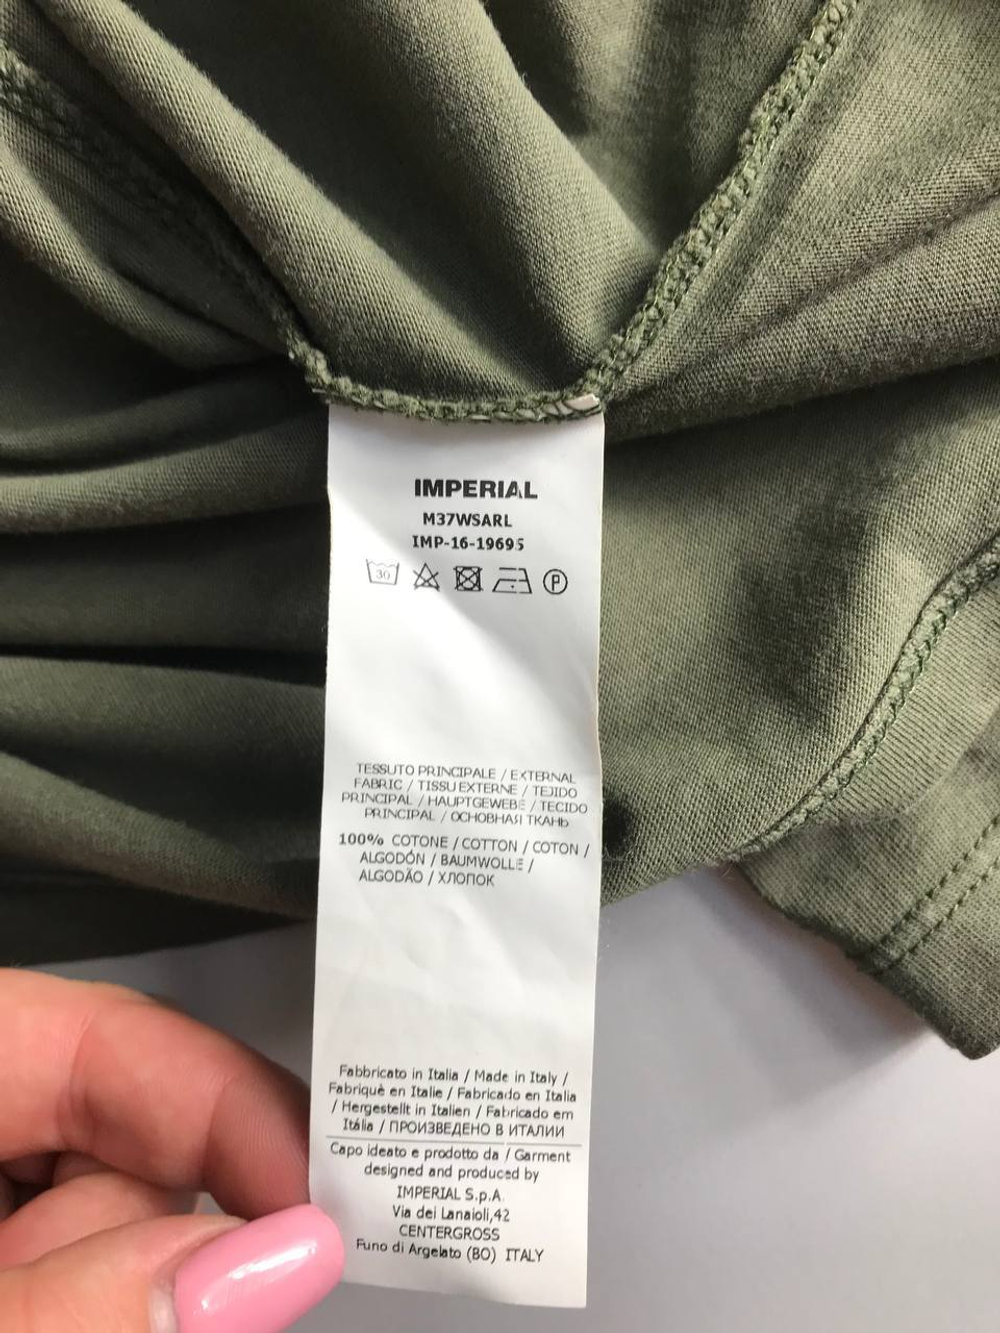 IMPERIAL
M37WSARL
IMP-16-19695
30
P
TESSUTO PRINCIPALE / EXTERNAL
FABRIC / TISSU EXTERNE / TEJIDO
PRINCIPAL / HAUPTGEWEBE / TECIDO
PRINCIPAL / ОСНОВНАЯ ТКАНЬ
100% COTONE / COTTON / COTON /
ALGODÓN / BAUMWOLLE /
ALGODÃO / ХЛОПОК
Fabbricato in Italia / Made in Italy /
Fabriquè en Italie / Fabricado en Italia
/ Hergestellt in Italien / Fabricado em
Itália / ПРОИЗВЕДЕНО В ИТАЛИИ
Capo ideato e prodotto da / Garment
designed and produced by
IMPERIAL S.p.A.
Via dei Lanaioli,42
CENTERGROSS
Funo di Argelato (BO) ITALY